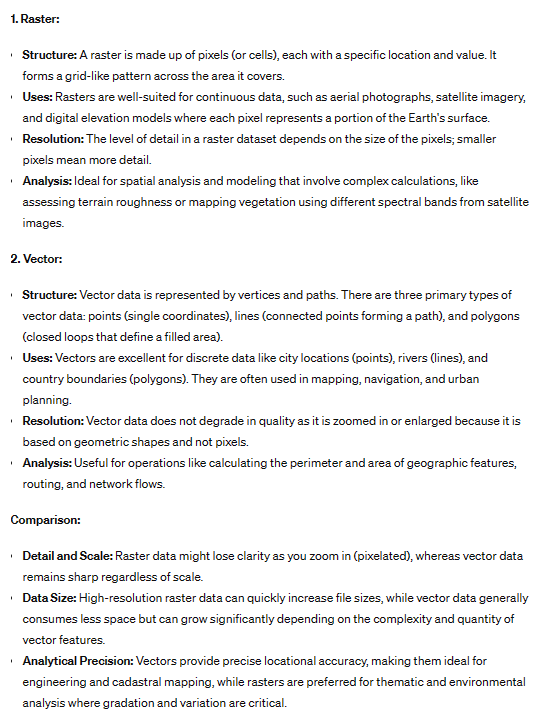 1. Raster:
Structure: A raster is made up of pixels (or cells), each with a specific location and value. It
forms a grid-like pattern across the area it covers.
Uses: Rasters are well-suited for continuous data, such as aerial photographs, satellite imagery,
and digital elevation models where each pixel represents a portion of the Earth's surface.
Resolution: The level of detail in a raster dataset depends on the size of the pixels; smaller
pixels mean more detail.
Analysis: Ideal for spatial analysis and modeling that involve complex calculations, like
assessing terrain roughness or mapping vegetation using different spectral bands from satellite
images.
2. Vector:
Structure: Vector data is represented by vertices and paths. There are three primary types of
vector data: points (single coordinates), lines (connected points forming a path), and polygons
(closed loops that define a filled area).
Uses: Vectors are excellent for discrete data like city locations (points), rivers (lines), and
country boundaries (polygons). They are often used in mapping, navigation, and urban
planning.
Resolution: Vector data does not degrade in quality as it is zoomed in or enlarged because it is
based on geometric shapes and not pixels.
Analysis: Useful for operations like calculating the perimeter and area of geographic features,
routing, and network flows.
Comparison:
Detail and Scale: Raster data might lose clarity as you zoom in (pixelated), whereas vector data
remains sharp regardless of scale.
Data Size: High-resolution raster data can quickly increase file sizes, while vector data generally
consumes less space but can grow significantly depending on the complexity and quantity of
vector features.
Analytical Precision: Vectors provide precise locational accuracy, making them ideal for
engineering and cadastral mapping, while rasters are preferred for thematic and environmental
analysis where gradation and variation are critical.